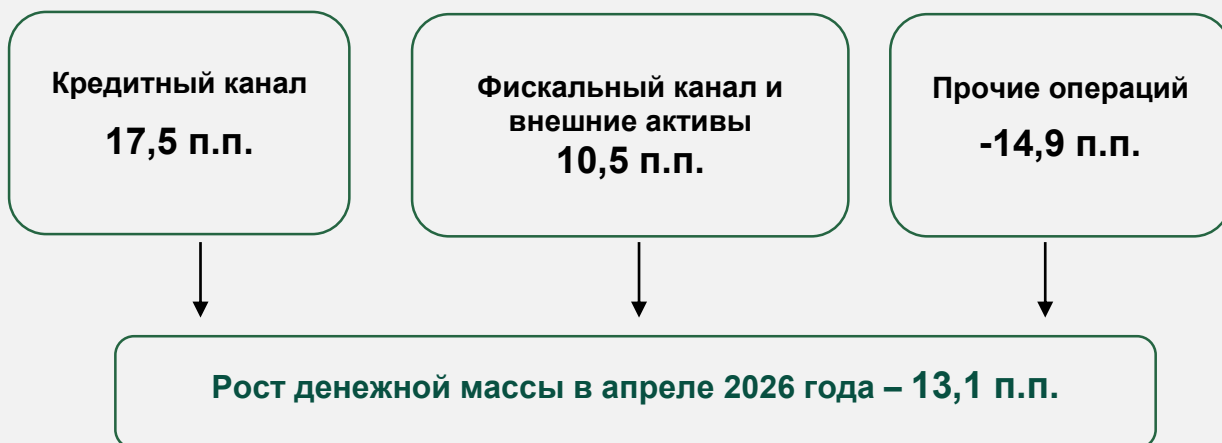 Кредитный канал
17,5 п.п.
Фискальный канал и
внешние активы
10,5 п.п.
Прочие операций
-14,9 п.п.
Рост денежной массы в апреле 2026 года – 13,1 п.п.